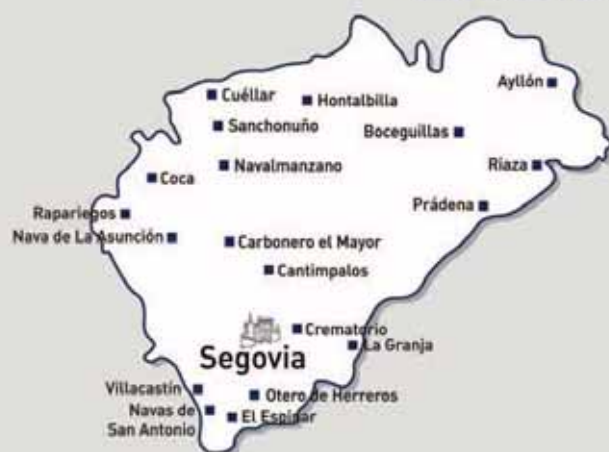 Cuéllar
Hontalbilla
Ayllón
Sanchonuño
Boceguillas
Navalmanzano
Riaza
Coca
Prádena
Rapariegos
Nava de La Asunción
Carbonero el Mayor
Cantimpalos
Crematorio
La Granja
Segovia
Villacastín
Otero de Herreros
Navas de
San Antonio
El Espinar